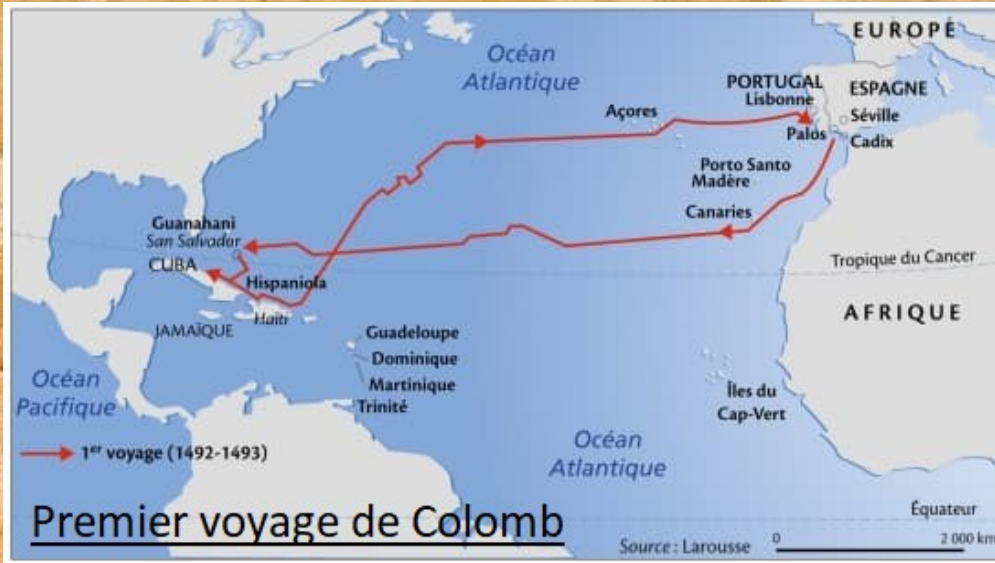 EUROPE
Océan
Atlantique
PORTUGAL
Lisbonne
ESPAGNE
Açores
Séville
Palos
Cadix
Porto Santo
Madère
Canaries
Guanahani
San Salvador
CUBA
Hispaniola
Tropique du Cancer
AFRIQUE
JAMAÏQUE
Haïti
Guadeloupe
Dominique
Martinique
Trinité
Océan
Pacifique
Îles du
Cap-Vert
Océan
Atlantique
1er voyage (1492-1493)
Équateur
Premier voyage de Colomb
Source : Larousse
0
2 000 km